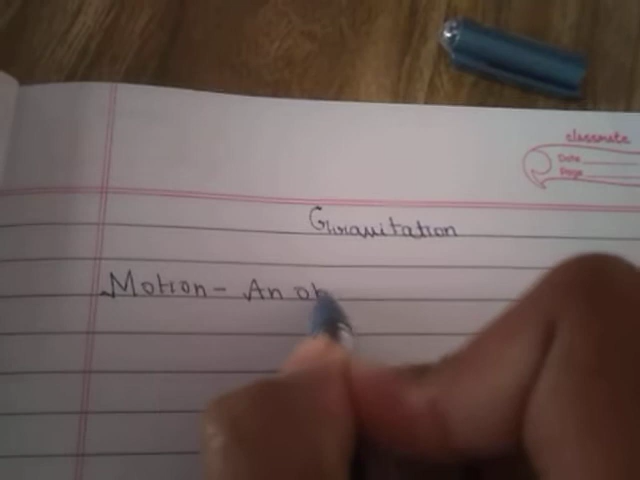 classmate
Date
Page
Gravitation
Motion - An ob